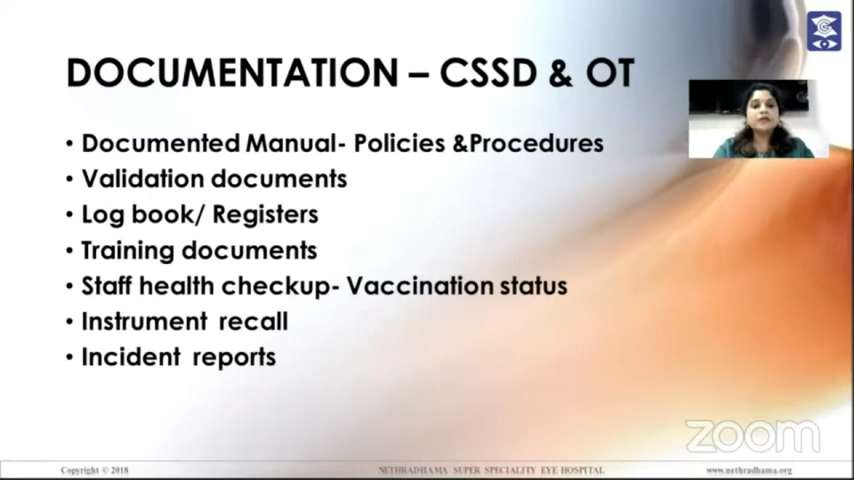 DOCUMENTATION – CSSD & OT
• Documented Manual- Policies &Procedures
• Validation documents
• Log book/ Registers
• Training documents
• Staff health checkup- Vaccination status
• Instrument recall
• Incident reports
zoom
Copyright © 2018 NETHRADHAMA SUPER SPECIALITY EYE HOSPITAL www.nethradhama.org